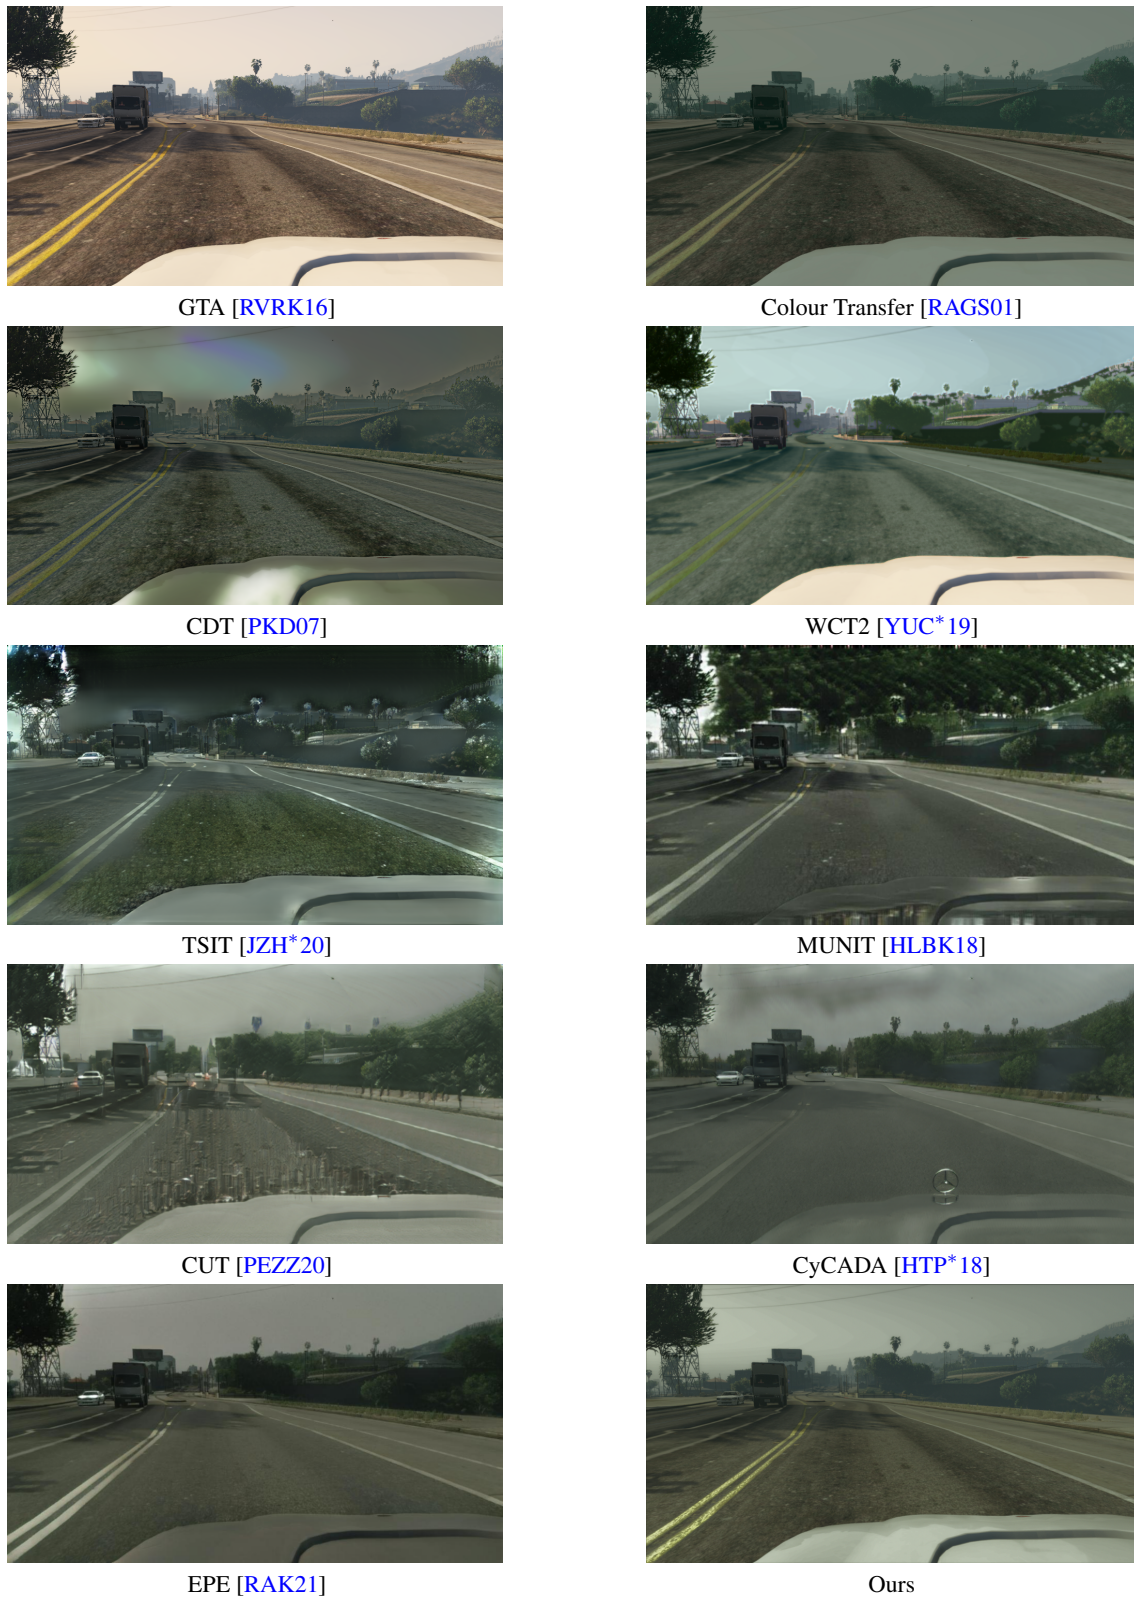 GTA [RVRK16]
Colour Transfer [RAGS01]
CDT [PKD07]
WCT2 [YUC*19]
TSIT [JZH*20]
MUNIT [HLBK18]
CUT [PEZZ20]
CyCADA [HTP*18]
EPE [RAK21]
Ours